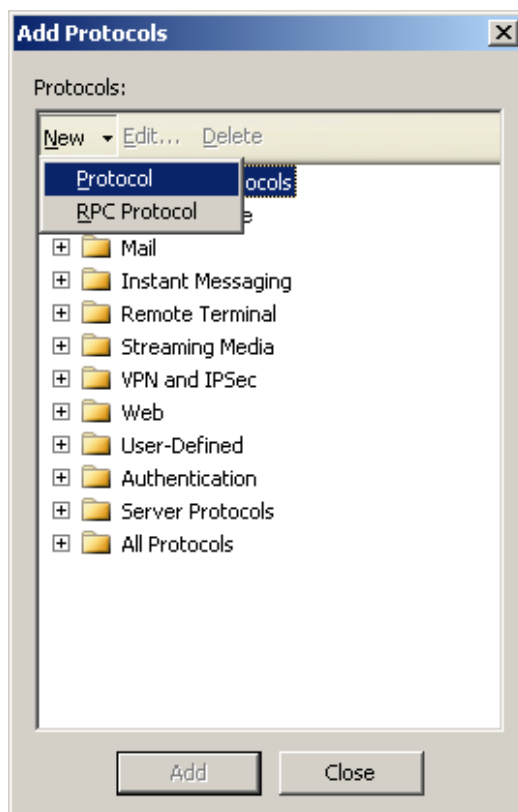 Add Protocols
Protocols:
New Edit... Delete
Protocol
ocols
RPC Protocol
e
Mail
Instant Messaging
Remote Terminal
Streaming Media
VPN and IPSec
Web
User-Defined
Authentication
Server Protocols
All Protocols
Add Close